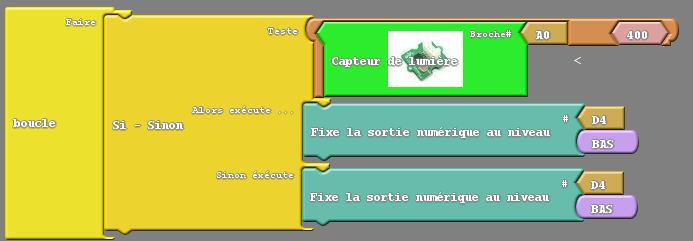 Faire
Teste
Broche#
A0
400
Capteur de lumière
<
boucle
Si - Sinon
Alors exécute ...
Fixe la sortie numérique au niveau
#
D4
BAS
Sinon éxécute
Fixe la sortie numérique au niveau
#
D4
BAS